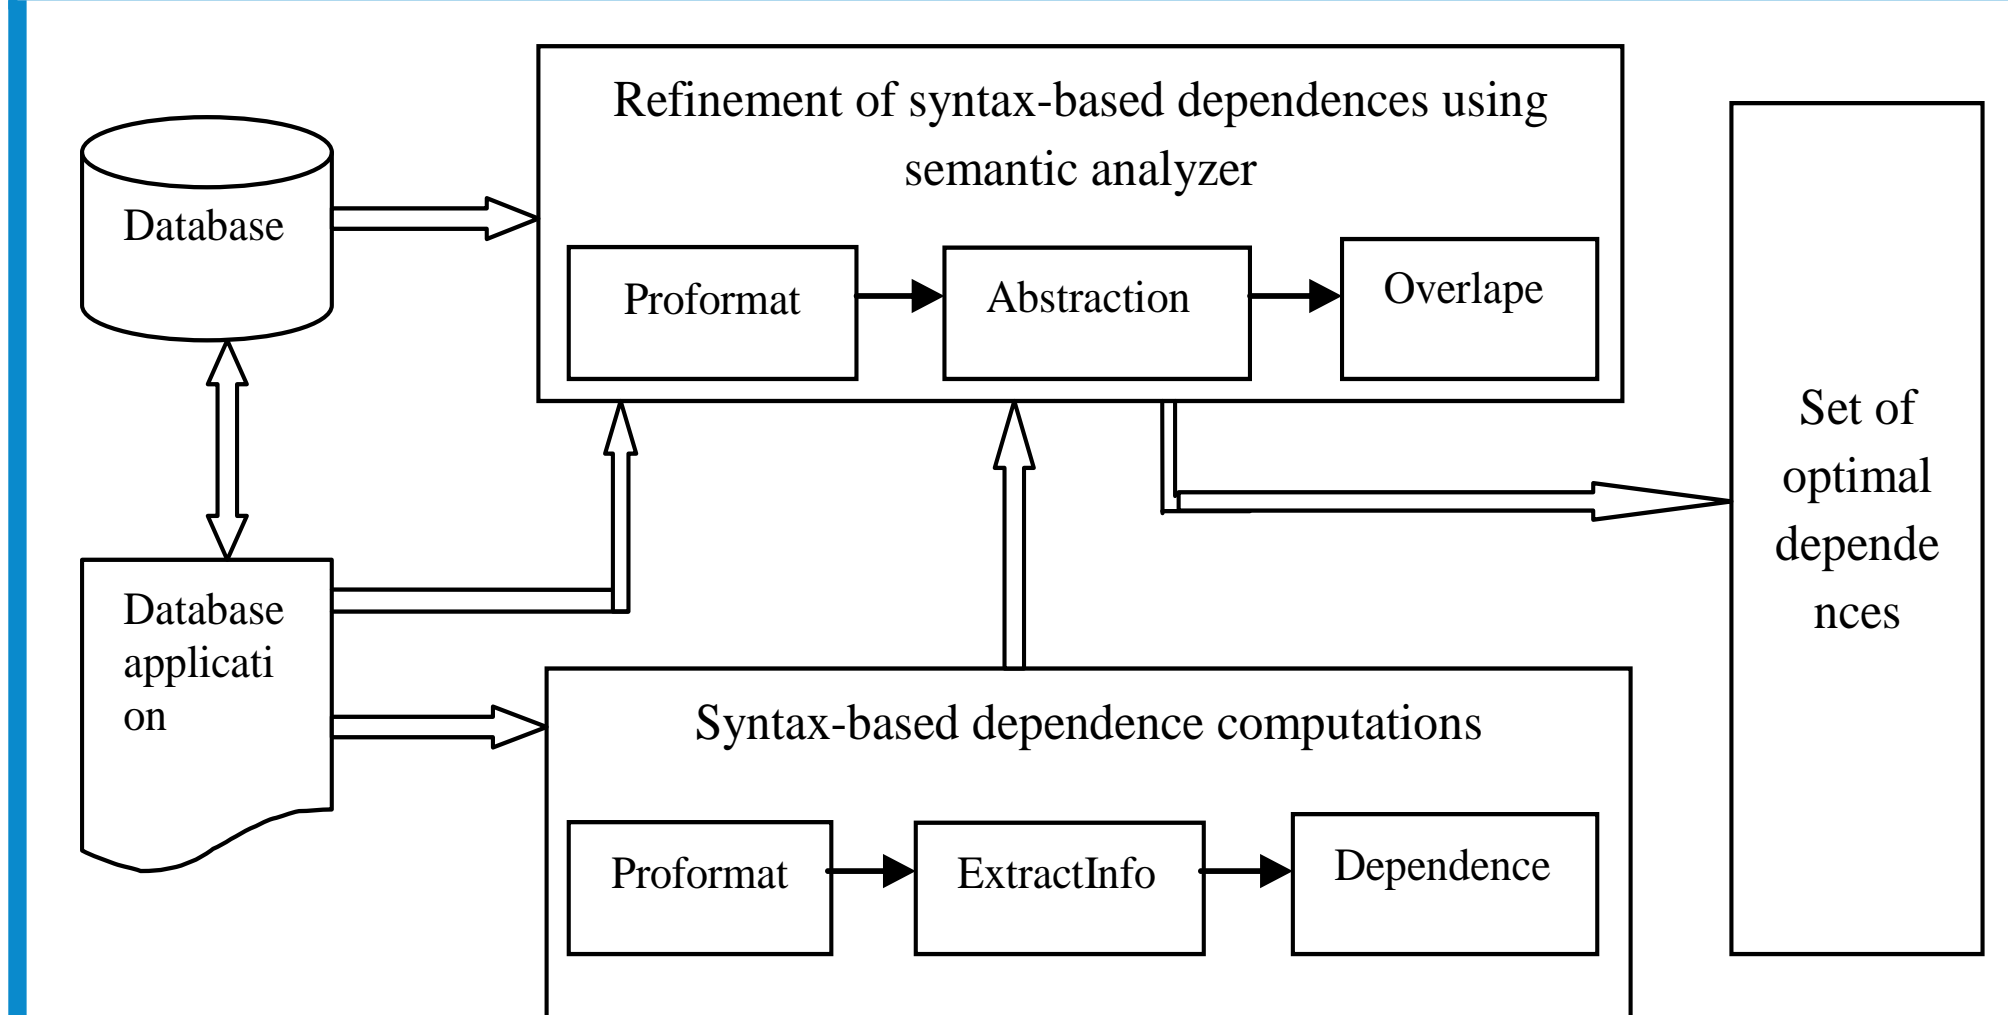 Refinement of syntax-based dependences using
semantic analyzer
Database
Proformat
Abstraction
Overlape
Set of
optimal
depende
nces
Database
applicati
on
Syntax-based dependence computations
Proformat
ExtractInfo
Dependence